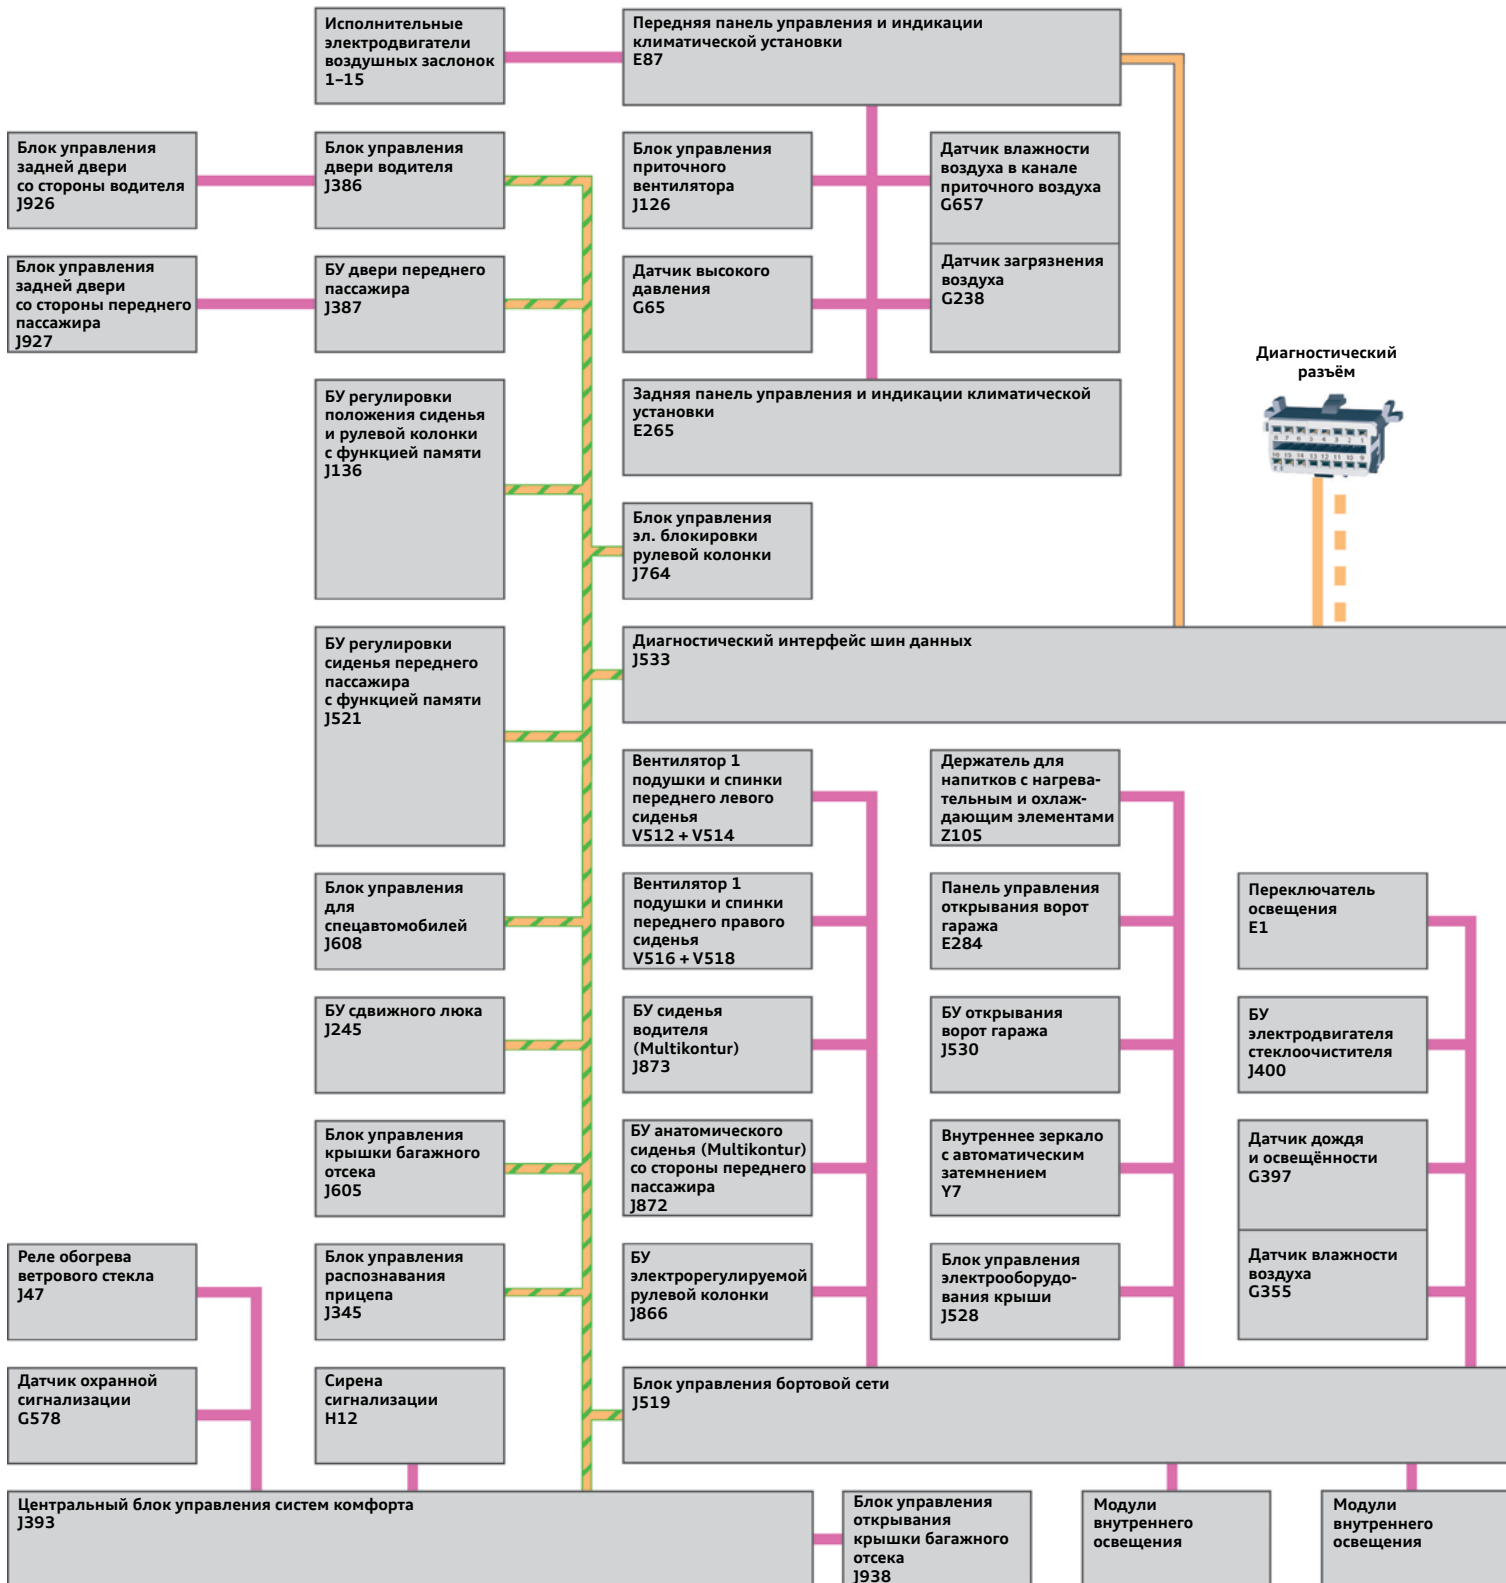 Исполнительные
электродвигатели
воздушных заслонок
1–15
Передняя панель управления и индикации
климатической установки
E87
Блок управления
задней двери
со стороны водителя
J926
Блок управления
двери водителя
J386
Блок управления
приточного
вентилятора
J126
Датчик влажности
воздуха в канале
приточного воздуха
G657
Блок управления
задней двери
со стороны переднего
пассажира
J927
БУ двери переднего
пассажира
J387
Датчик высокого
давления
G65
Датчик загрязнения
воздуха
G238
Диагностический
разъём
БУ регулировки
положения сиденья
и рулевой колонки
с функцией памяти
J136
Задняя панель управления и индикации климатической
установки
E265
Блок управления
эл. блокировки
рулевой колонки
J764
БУ регулировки
сиденья переднего
пассажира
с функцией памяти
J521
Диагностический интерфейс шин данных
J533
Вентилятор 1
подушки и спинки
переднего левого
сиденья
V512 + V514
Держатель для
напитков с нагрева-
тельным и охлаж-
дающим элементами
Z105
Блок управления
для
спецавтомобилей
J608
Вентилятор 1
подушки и спинки
переднего правого
сиденья
V516 + V518
Панель управления
открывания ворот
гаража
E284
Переключатель
освещения
E1
БУ сдвижного люка
J245
БУ сиденья
водителя
(Multikontur)
J873
БУ открывания
ворот гаража
J530
БУ
электродвигателя
стеклоочистителя
J400
Блок управления
крышки багажного
отсека
J605
БУ анатомического
сиденья (Multikontur)
со стороны переднего
пассажира
J872
Внутреннее зеркало
с автоматическим
затемнением
Y7
Датчик дождя
и освещённости
G397
Реле обогрева
ветрового стекла
J47
Блок управления
распознавания
прицепа
J345
БУ
электрорегулируемой
рулевой колонки
J866
Блок управления
электрооборудо-
вания крыши
J528
Датчик влажности
воздуха
G355
Датчик охранной
сигнализации
G578
Сирена
сигнализации
H12
Блок управления бортовой сети
J519
Центральный блок управления систем комфорта
J393
Блок управления
открывания
крышки багажного
отсека
J938
Модули
внутреннего
освещения
Модули
внутреннего
освещения